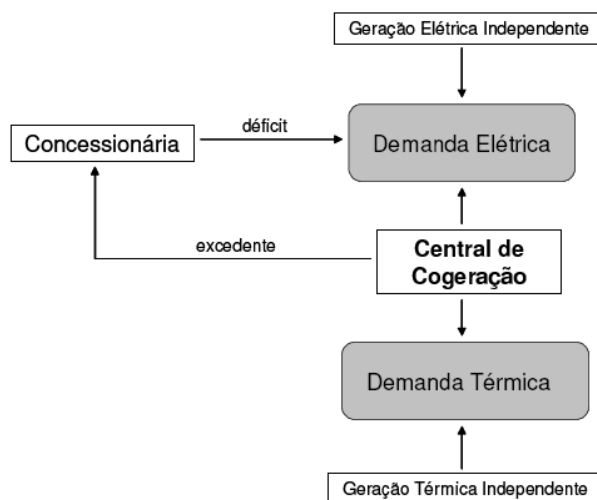 Geração Elétrica Independente
déficit
Concessionária
Demanda Elétrica
excedente
Central de
Cogeração
Demanda Térmica
Geração Térmica Independente